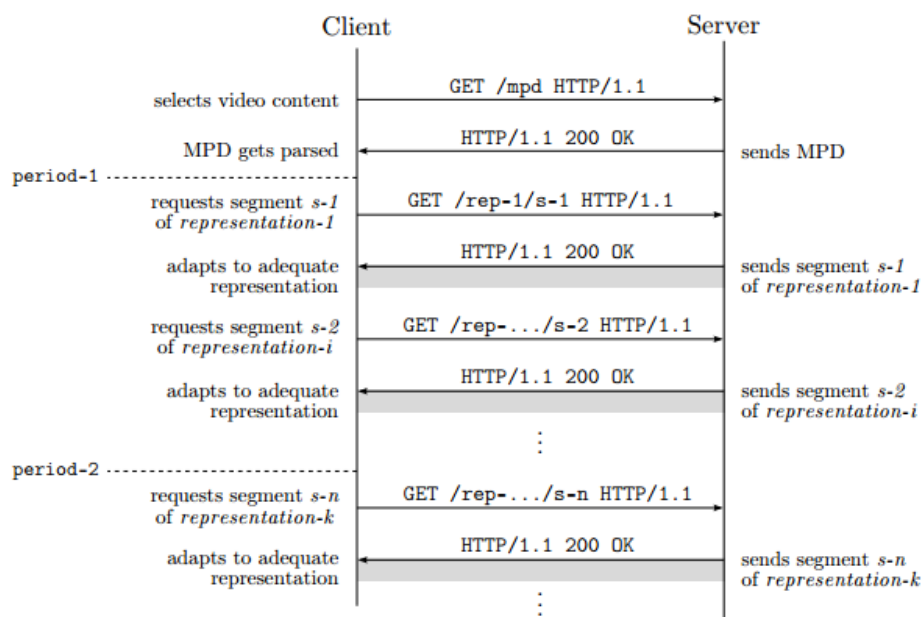 Client
Server
selects video content
GET /mpd HTTP/1.1
MPD gets parsed
HTTP/1.1 200 OK
sends MPD
period-1
requests segment s-1
of representation-1
GET /rep-1/s-1 HTTP/1.1
adapts to adequate
representation
HTTP/1.1 200 OK
sends segment s-1
of representation-1
requests segment s-2
of representation-i
GET /rep-.../s-2 HTTP/1.1
adapts to adequate
representation
HTTP/1.1 200 OK
sends segment s-2
of representation-i
⋮
period-2
requests segment s-n
of representation-k
GET /rep-.../s-n HTTP/1.1
adapts to adequate
representation
HTTP/1.1 200 OK
sends segment s-n
of representation-k
⋮